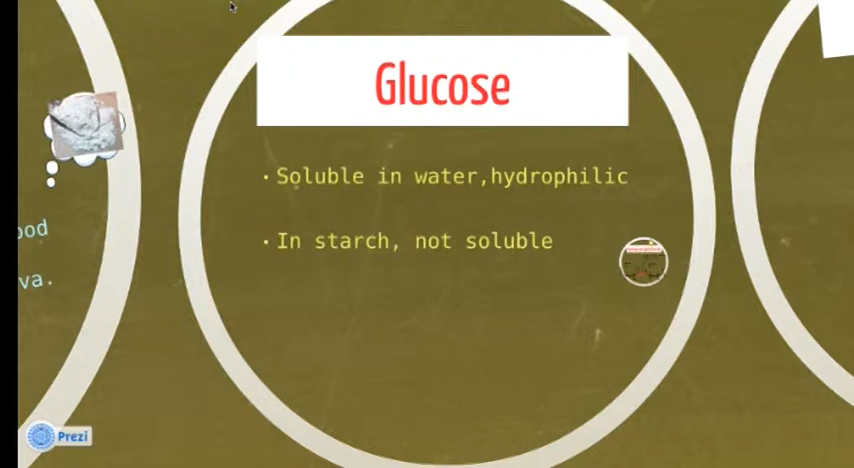 Glucose
• Soluble in water,hydrophilic
• In starch, not soluble
ood
va.
Prezi